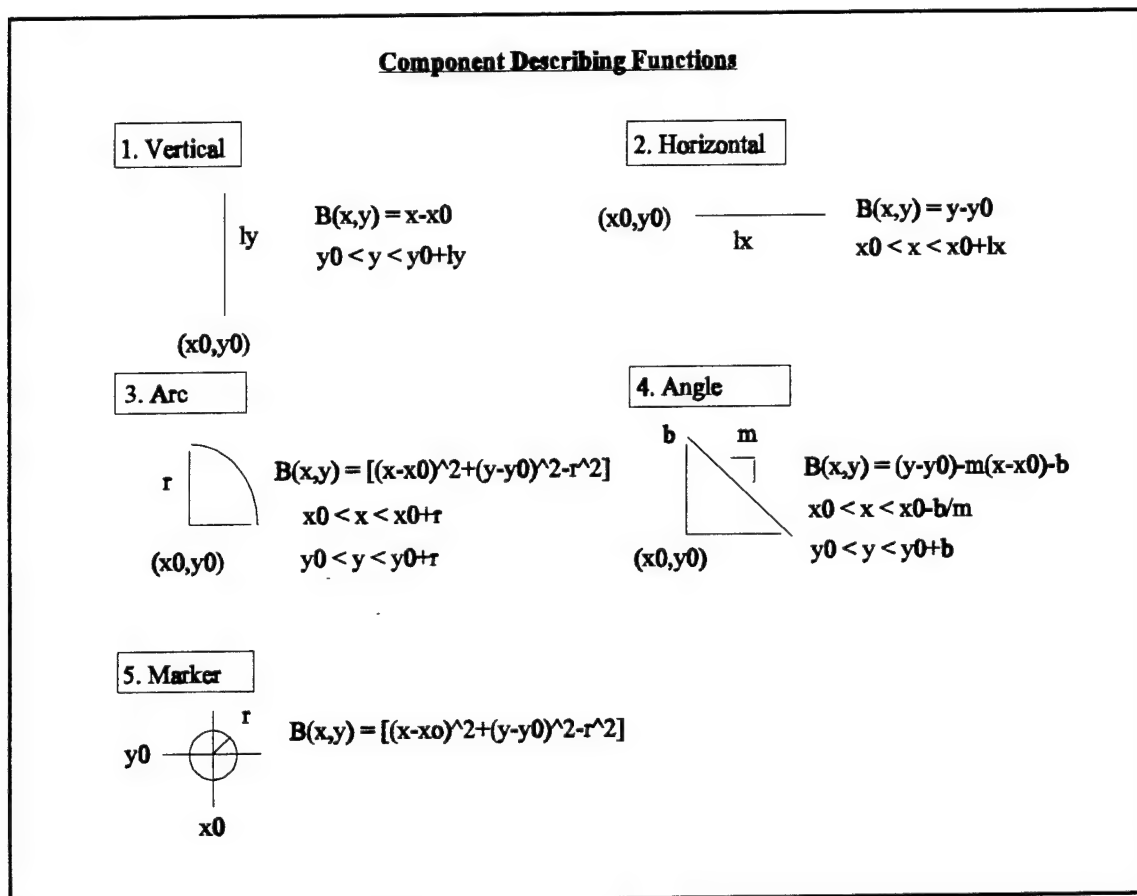 Component Describing Functions
1. Vertical
ly
B(x,y) = x-x0
y0 < y < y0+ly
(x0,y0)
2. Horizontal
(x0,y0)
lx
B(x,y) = y-y0
x0 < x < x0+lx
3. Arc
r
B(x,y) = [(x-x0)^2+(y-y0)^2-r^2]
x0 < x < x0+r
y0 < y < y0+r
(x0,y0)
4. Angle
b
m
B(x,y) = (y-y0)-m(x-x0)-b
x0 < x < x0-b/m
y0 < y < y0+b
(x0,y0)
5. Marker
r
B(x,y) = [(x-xo)^2+(y-y0)^2-r^2]
y0
x0